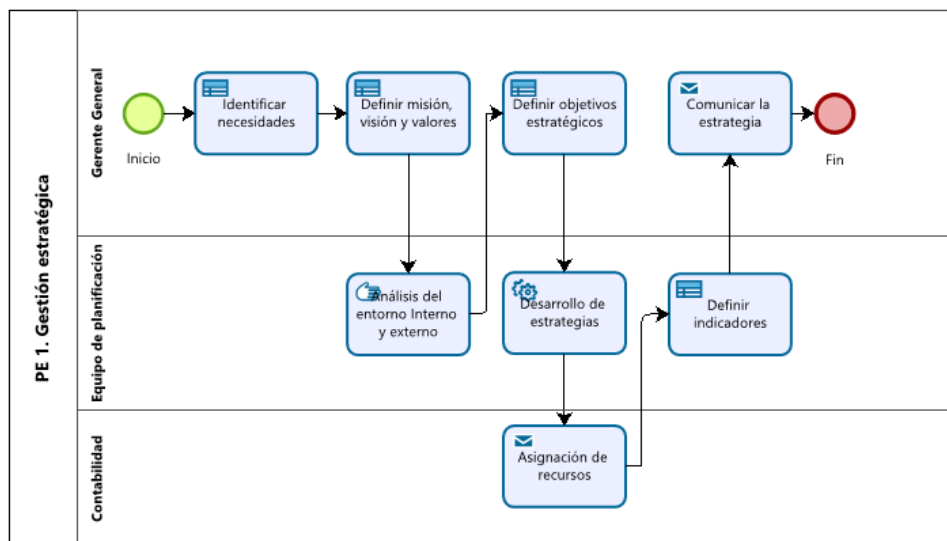 PE 1. Gestión estratégica
Gerente General
Inicio
Identificar
necesidades
Definir misión,
visión y valores
Definir objetivos
estratégicos
Comunicar la
estrategia
Fin
Equipo de planificación
Análisis del
entorno Interno
y externo
Desarrollo de
estrategias
Definir
indicadores
Contabilidad
Asignación de
recursos